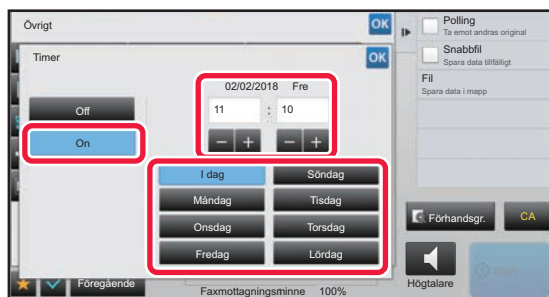 Övrigt
OK
Timer
OK
02/02/2018 Fre
11 : 10
Off
On
I dag
Söndag
Måndag
Tisdag
Onsdag
Torsdag
Fredag
Lördag
Föregående
Faxmottagningsminne 100%
Polling
Ta emot andras original
Snabbfil
Spara data tillfälligt
Fil
Spara data i mapp
Förhandsgr.
CA
Högtalare
Start